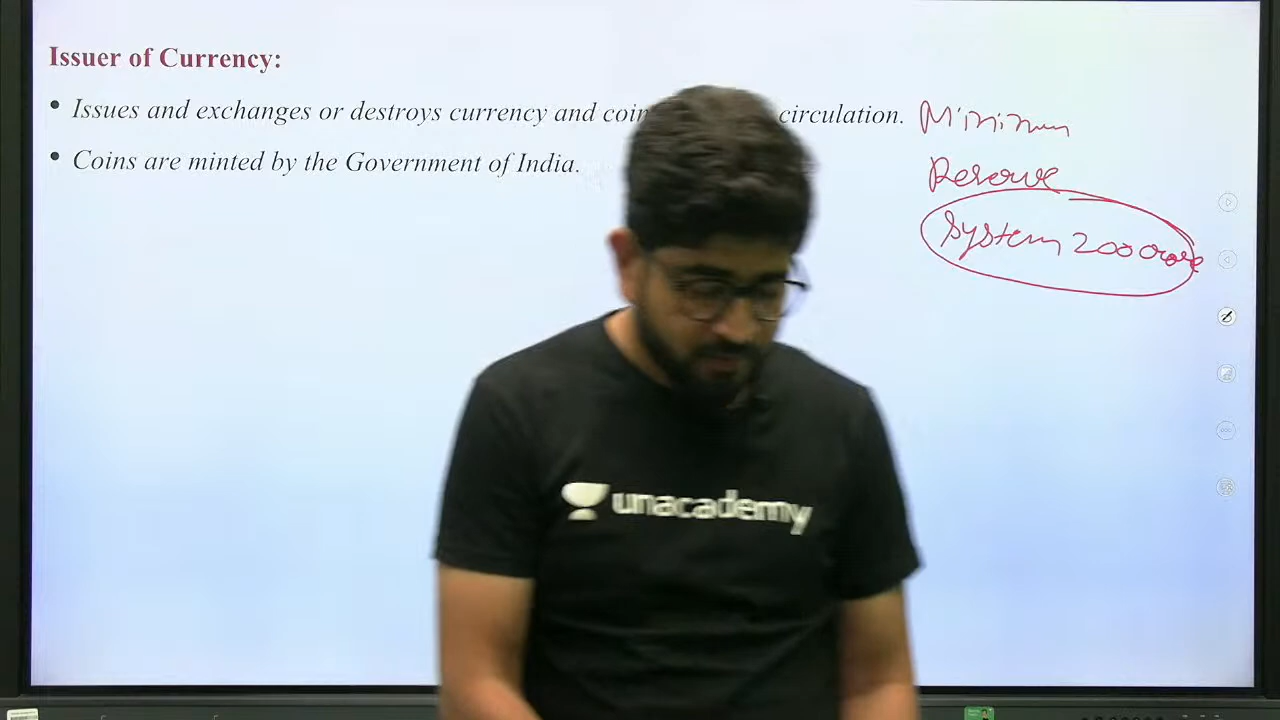 Issuer of Currency:
• Issues and exchanges or destroys currency and coin circulation.
• Coins are minted by the Government of India.
Minimum
Reserve
System 200 crore
unacademy